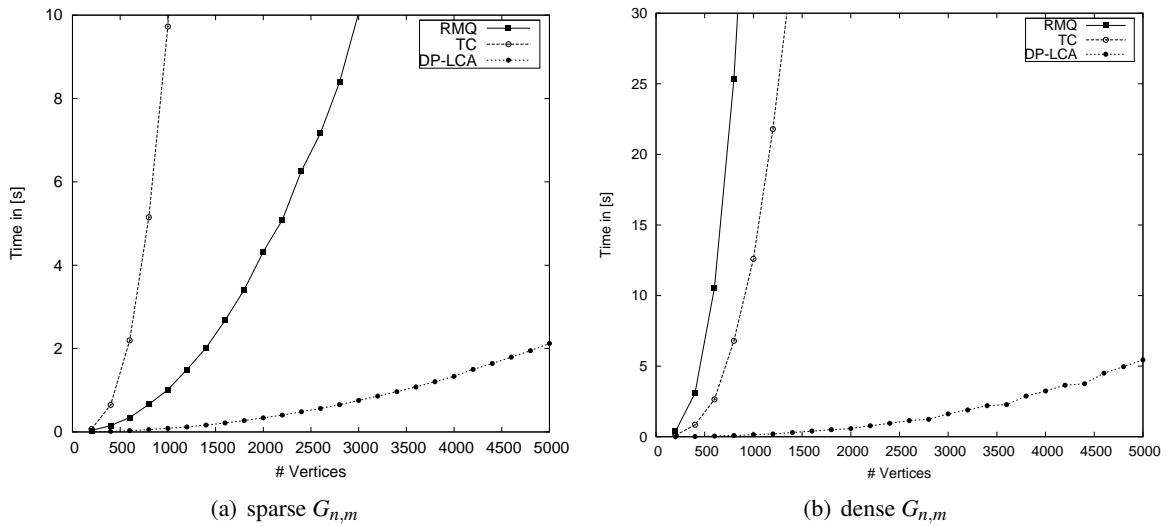 10
8
6
4
2
0
Time in [s]
0 500 1000 1500 2000 2500 3000 3500 4000 4500 5000
# Vertices
RMQ
TC
DP-LCA
(a) sparse Gn,m
30
25
20
15
10
5
0
Time in [s]
0 500 1000 1500 2000 2500 3000 3500 4000 4500 5000
# Vertices
RMQ
TC
DP-LCA
(b) dense Gn,m